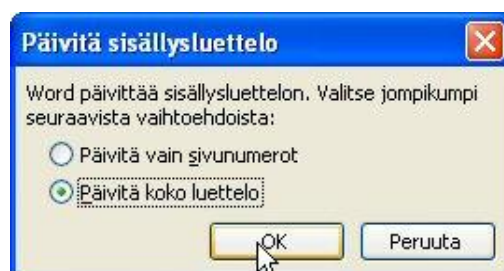 Päivitä sisällysluettelo
Word päivittää sisällysluettelon. Valitse jompikumpi
seuraavista vaihtoehdoista:
Päivitä vain sivunumerot
Päivitä koko luettelo
OK Peruuta